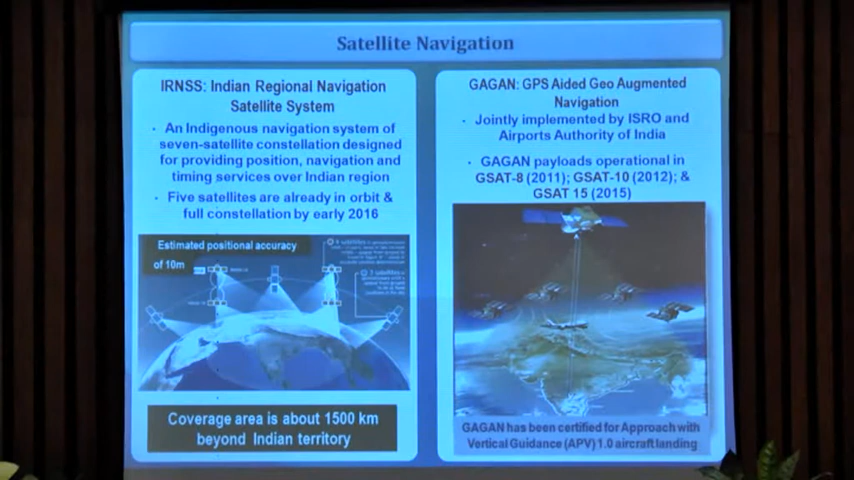 Satellite Navigation
IRNSS: Indian Regional Navigation
Satellite System
• An Indigenous navigation system of
seven-satellite constellation designed
for providing position, navigation and
timing services over Indian region
• Five satellites are already in orbit &
full constellation by early 2016
Estimated positional accuracy
of 10m
Coverage area is about 1500 km
beyond Indian territory
GAGAN: GPS Aided Geo Augmented
Navigation
• Jointly implemented by ISRO and
Airports Authority of India
• GAGAN payloads operational in
GSAT-8 (2011); GSAT-10 (2012); &
GSAT 15 (2015)
GAGAN has been certified for Approach with
Vertical Guidance (APV) 1.0 aircraft landing